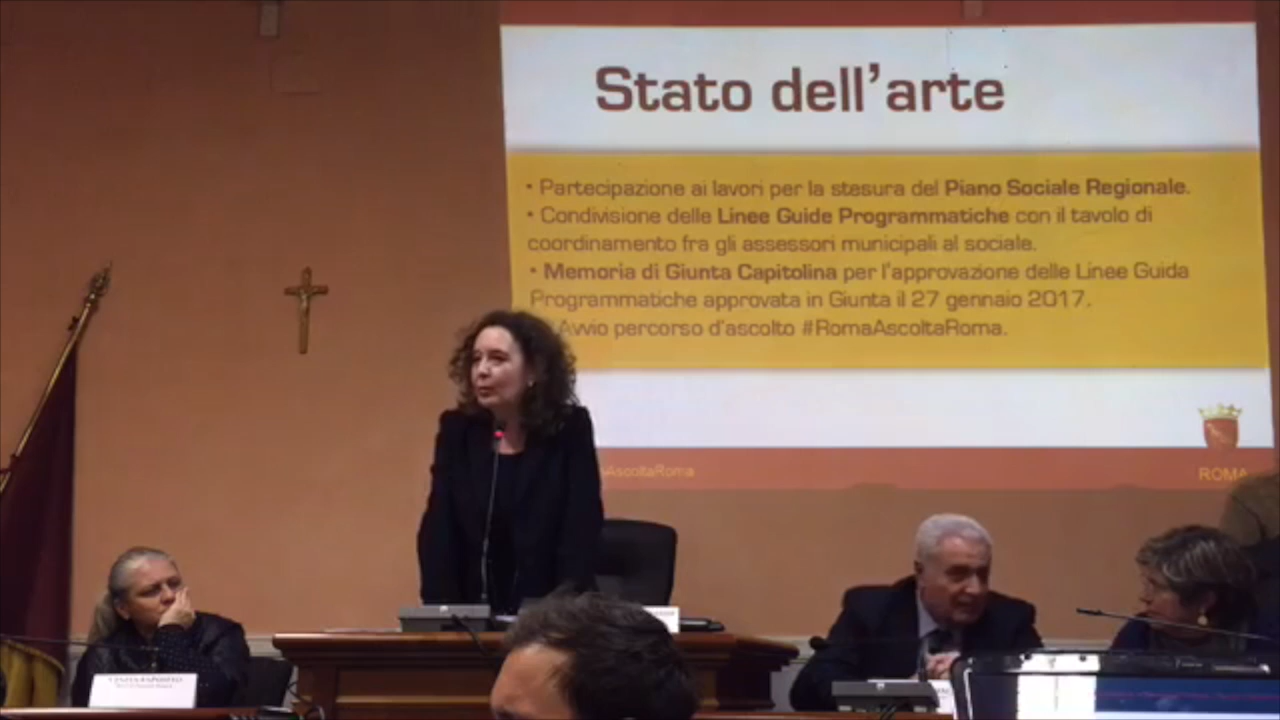 Stato dell'arte
• Partecipazione ai lavori per la stesura del Piano Sociale Regionale.
• Condivisione delle Linee Guide Programmatiche con il tavolo di
coordinamento fra gli assessori municipali al sociale.
• Memoria di Giunta Capitolina per l'approvazione delle Linee Guida
Programmatiche approvata in Giunta il 27 gennaio 2017.
Avvio percorso d'ascolto #RomaAscoltaRoma.
AscoltaRoma
ROMA